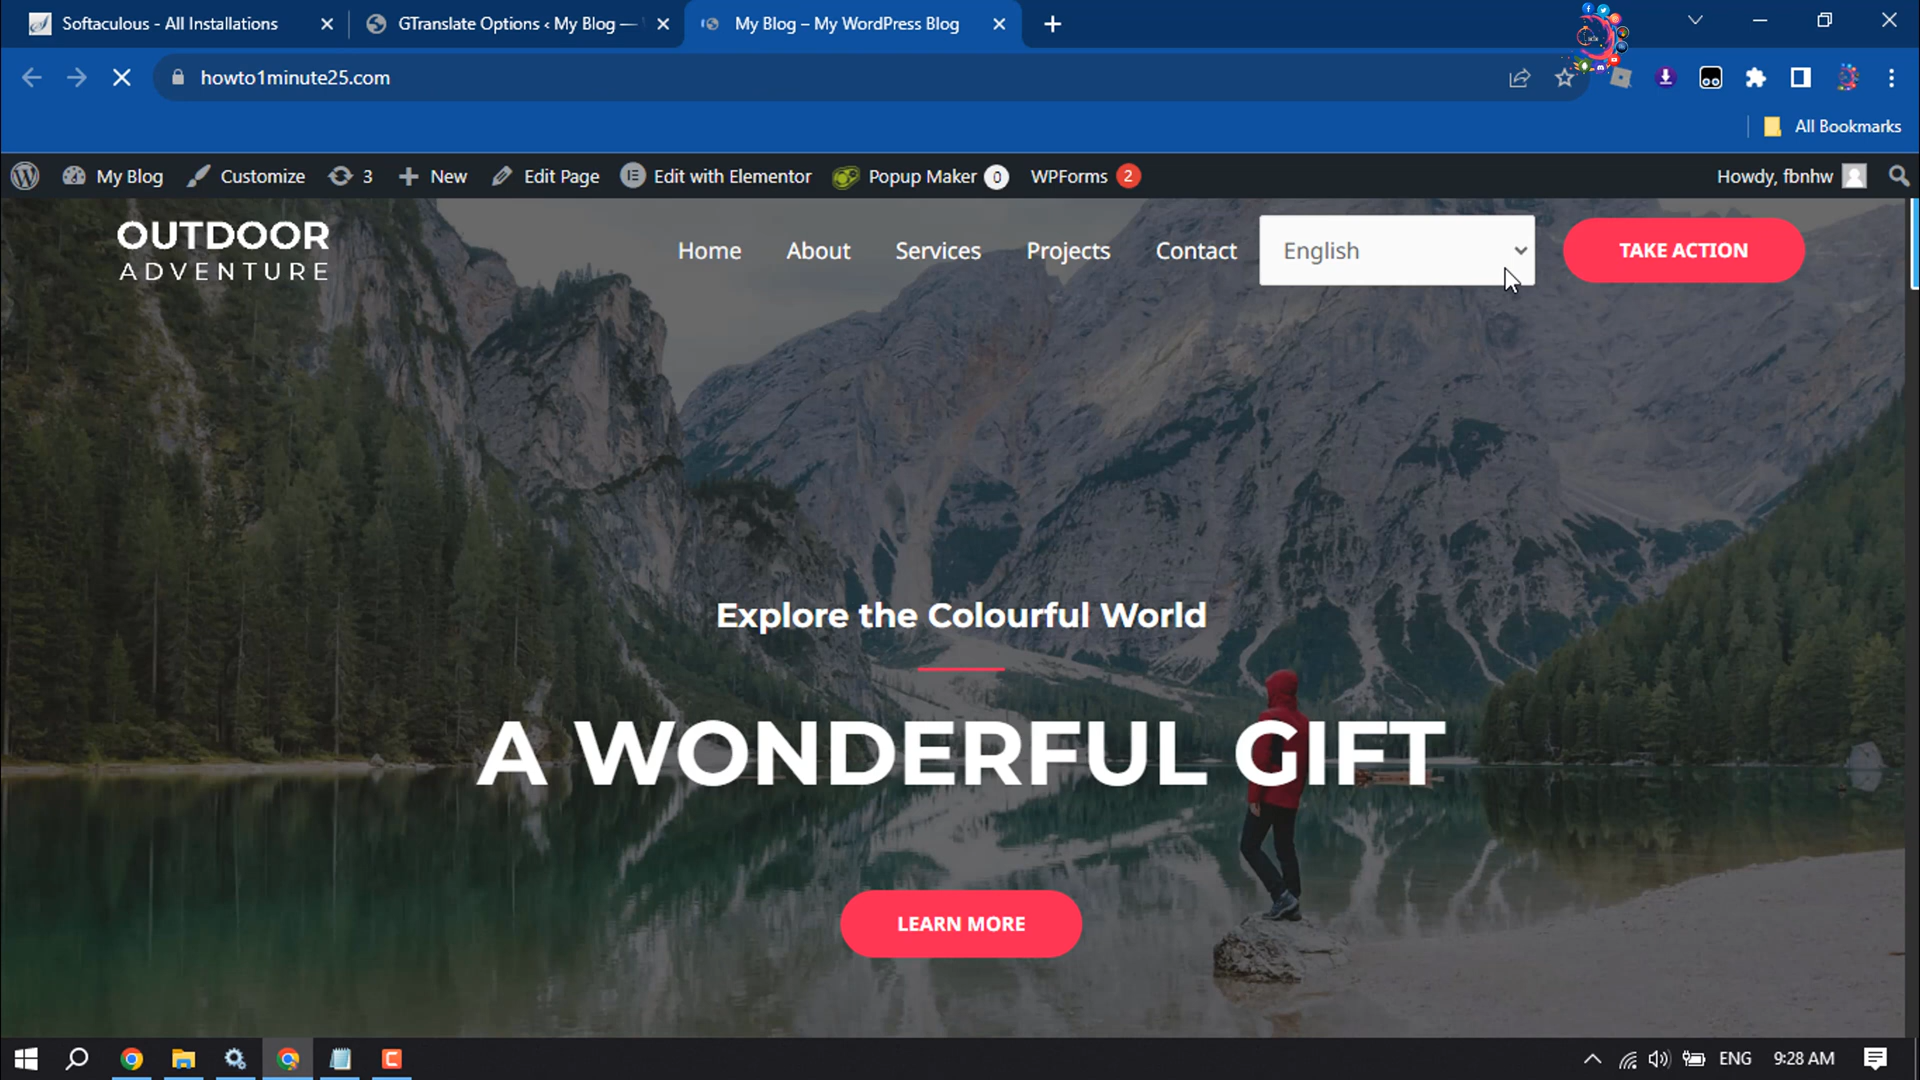 Softaculous - All Installations
GTranslate Options ‹ My Blog —
My Blog – My WordPress Blog
howto1minute25.com
All Bookmarks
My Blog
Customize
3
New
Edit Page
Edit with Elementor
Popup Maker 0
WPForms 2
Howdy, fbnhw
OUTDOOR
ADVENTURE
Home
About
Services
Projects
Contact
English
TAKE ACTION
Explore the Colourful World
A WONDERFUL GIFT
LEARN MORE
ENG
9:28 AM